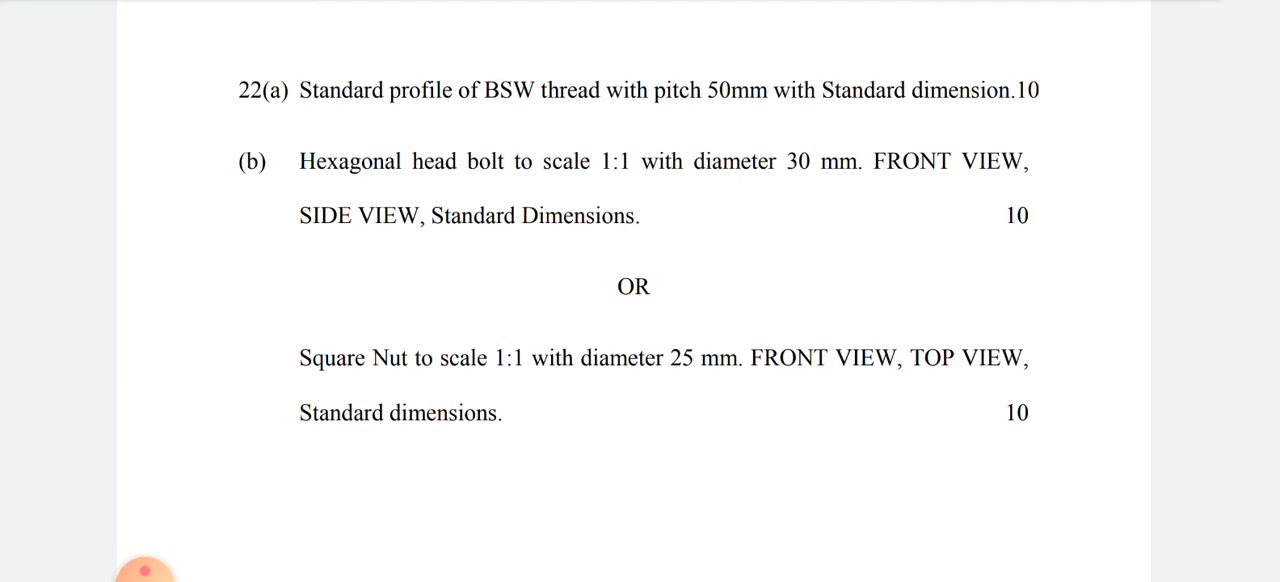 22(a) Standard profile of BSW thread with pitch 50mm with Standard dimension.10
(b) Hexagonal head bolt to scale 1:1 with diameter 30 mm. FRONT VIEW,
SIDE VIEW, Standard Dimensions. 10
OR
Square Nut to scale 1:1 with diameter 25 mm. FRONT VIEW, TOP VIEW,
Standard dimensions. 10